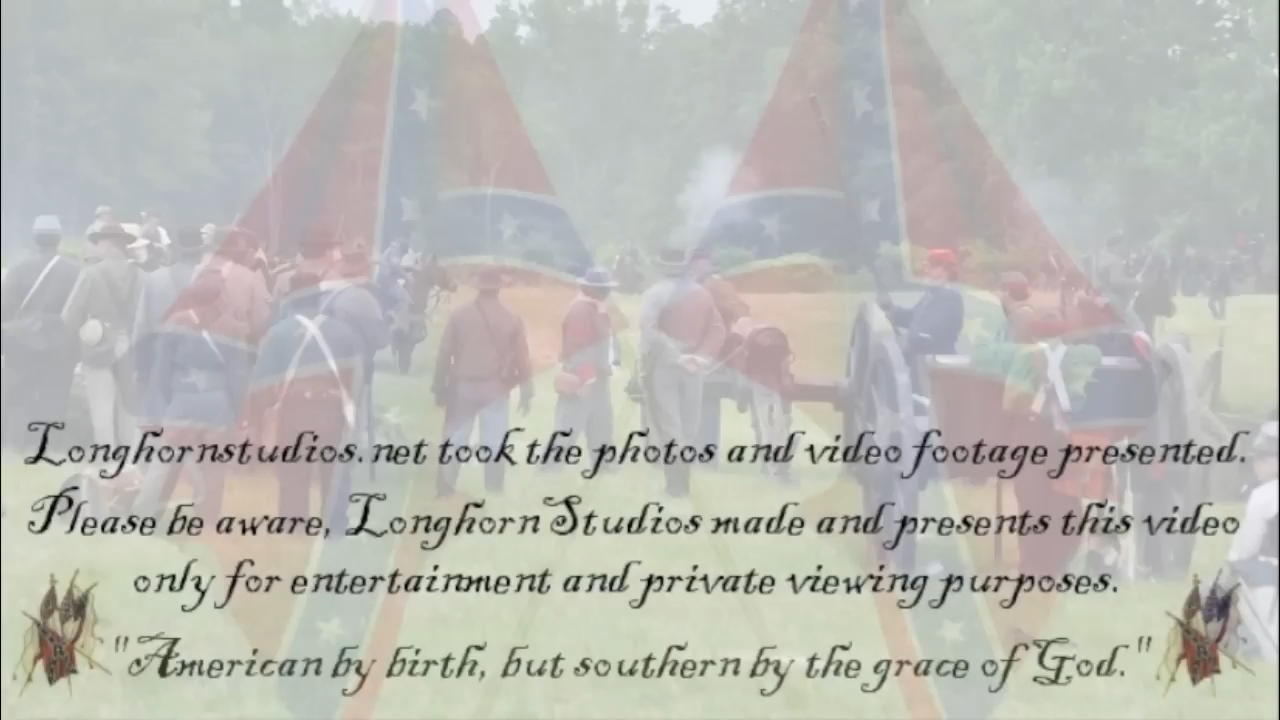 Longhornstudios.net took the photos and video footage presented.
Please be aware, Longhorn Studios made and presents this video
only for entertainment and private viewing purposes.
"American by birth, but southern by the grace of God."